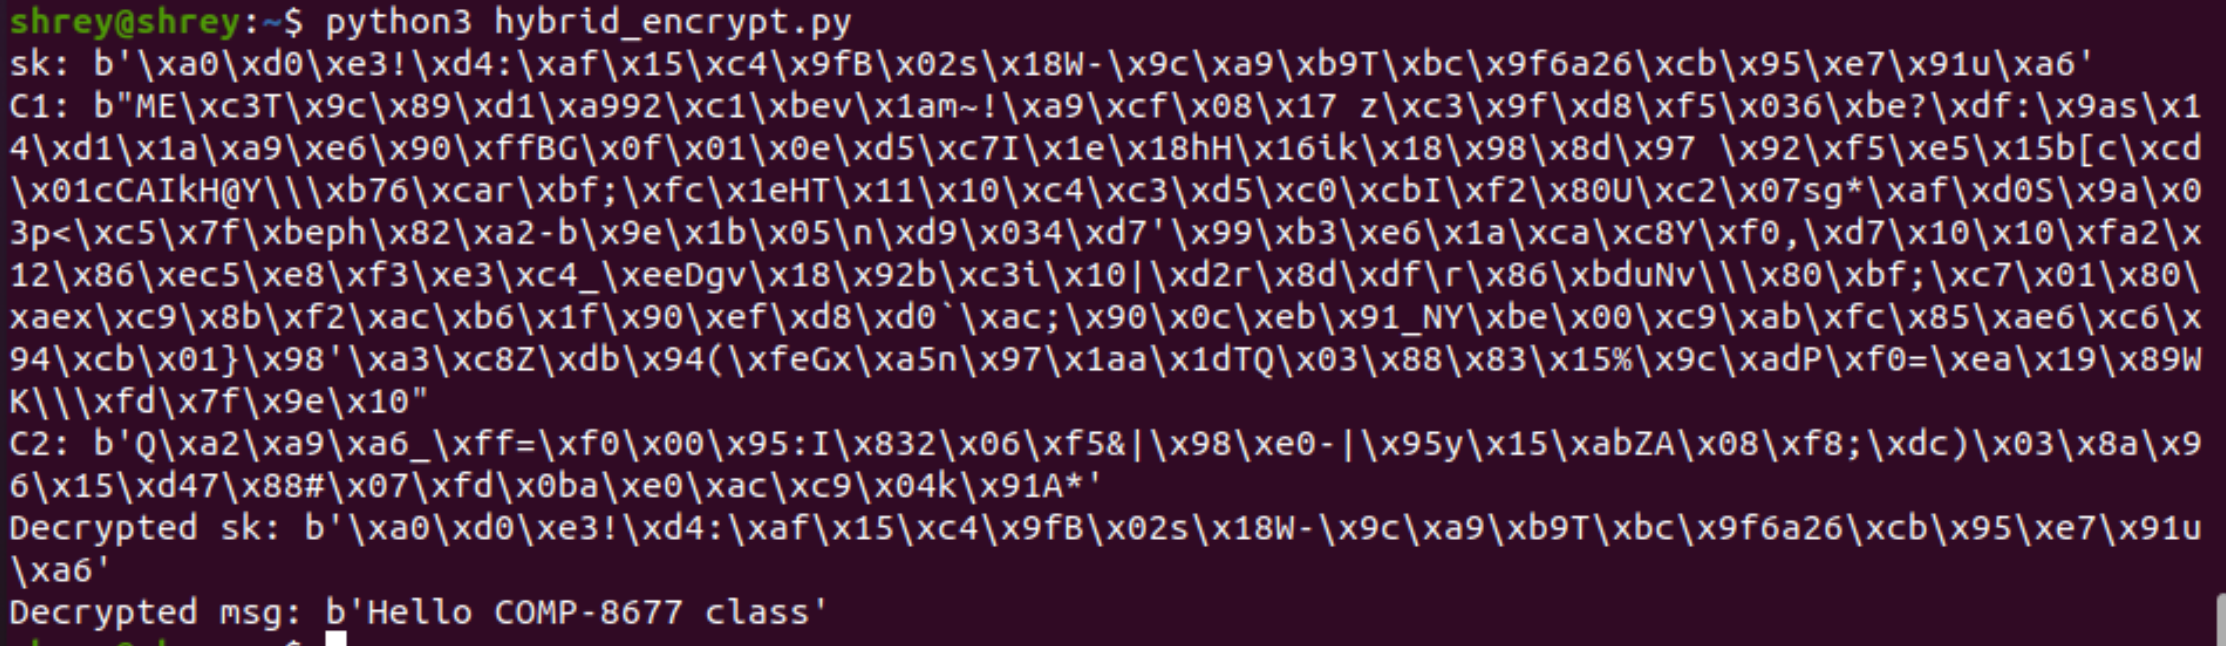 shrey@shrey:~$ python3 hybrid_encrypt.py
sk: b'\xa0\xd0\xe3!\xd4:\xaf\x15\xc4\x9fB\x02s\x18W-\x9c\xa9\xb9T\xbc\x9f6a26\xcb\x95\xe7\x91u\xa6'
C1: b"ME\xc3T\x9c\x89\xd1\xa992\xc1\xbev\x1am~!\xa9\xcf\x08\x17 z\xc3\x9f\xd8\xf5\x036\xbe?\xdf:\x9as\x1
4\xd1\x1a\xa9\xe6\x90\xffBG\x0f\x01\x0e\xd5\xc7I\x1e\x18hH\x16ik\x18\x98\x8d\x97 \x92\xf5\xe5\x15b[c\xcd
\x01cCAIkH@Y\\\xb76\xcar\xbf;\xfc\x1eHT\x11\x10\xc4\xc3\xd5\xc0\xcbI\xf2\x80U\xc2\x07sg*\xaf\xd0S\x9a\x0
3p<\xc5\x7f\xbeph\x82\xa2-b\x9e\x1b\x05\n\xd9\x034\xd7'\x99\xb3\xe6\x1a\xca\xc8Y\xf0,\xd7\x10\x10\xfa2\x
12\x86\xec5\xe8\xf3\xe3\xc4_\xeeDgv\x18\x92b\xc3i\x10|\xd2r\x8d\xdf\r\x86\xbduNv\\\x80\xbf;\xc7\x01\x80\
xaex\xc9\x8b\xf2\xac\xb6\x1f\x90\xef\xd8\xd0`\xac;\x90\x0c\xeb\x91_NY\xbe\x00\xc9\xab\xfc\x85\xae6\xc6\x
94\xcb\x01}\x98'\xa3\xc8Z\xdb\x94(\xfeGx\xa5n\x97\x1aa\x1dTQ\x03\x88\x83\x15%\x9c\xadP\xf0=\xea\x19\x89W
K\\\xfd\x7f\x9e\x10"
C2: b'Q\xa2\xa9\xa6_\xff=\xf0\x00\x95:I\x832\x06\xf5&|\x98\xe0-|\x95y\x15\xabZA\x08\xf8;\xdc)\x03\x8a\x9
6\x15\xd47\x88#\x07\xfd\x0ba\xe0\xac\xc9\x04k\x91A*'
Decrypted sk: b'\xa0\xd0\xe3!\xd4:\xaf\x15\xc4\x9fB\x02s\x18W-\x9c\xa9\xb9T\xbc\x9f6a26\xcb\x95\xe7\x91u
\xa6'
Decrypted msg: b'Hello COMP-8677 class'